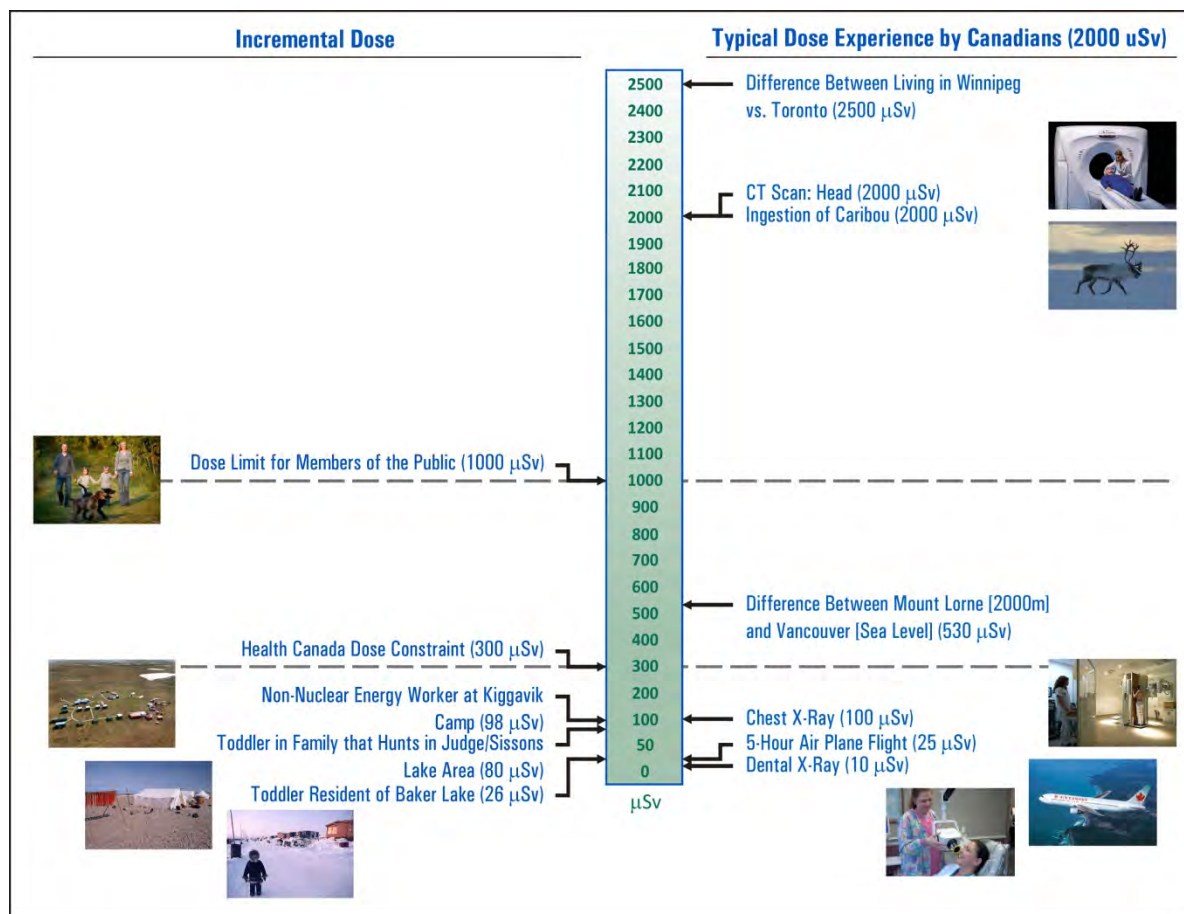 Incremental Dose
Typical Dose Experience by Canadians (2000 uSv)
2500
2400
2300
2200
2100
2000
1900
1800
1700
1600
1500
1400
1300
1200
1100
1000
900
800
700
600
500
400
300
200
100
50
0
µSv
Dose Limit for Members of the Public (1000 µSv)
Health Canada Dose Constraint (300 µSv)
Non-Nuclear Energy Worker at Kiggavik
Camp (98 µSv)
Toddler in Family that Hunts in Judge/Sissons
Lake Area (80 µSv)
Toddler Resident of Baker Lake (26 µSv)
Difference Between Living in Winnipeg
vs. Toronto (2500 µSv)
CT Scan: Head (2000 µSv)
Ingestion of Caribou (2000 µSv)
Difference Between Mount Lorne [2000m]
and Vancouver [Sea Level] (530 µSv)
Chest X-Ray (100 µSv)
5-Hour Air Plane Flight (25 µSv)
Dental X-Ray (10 µSv)